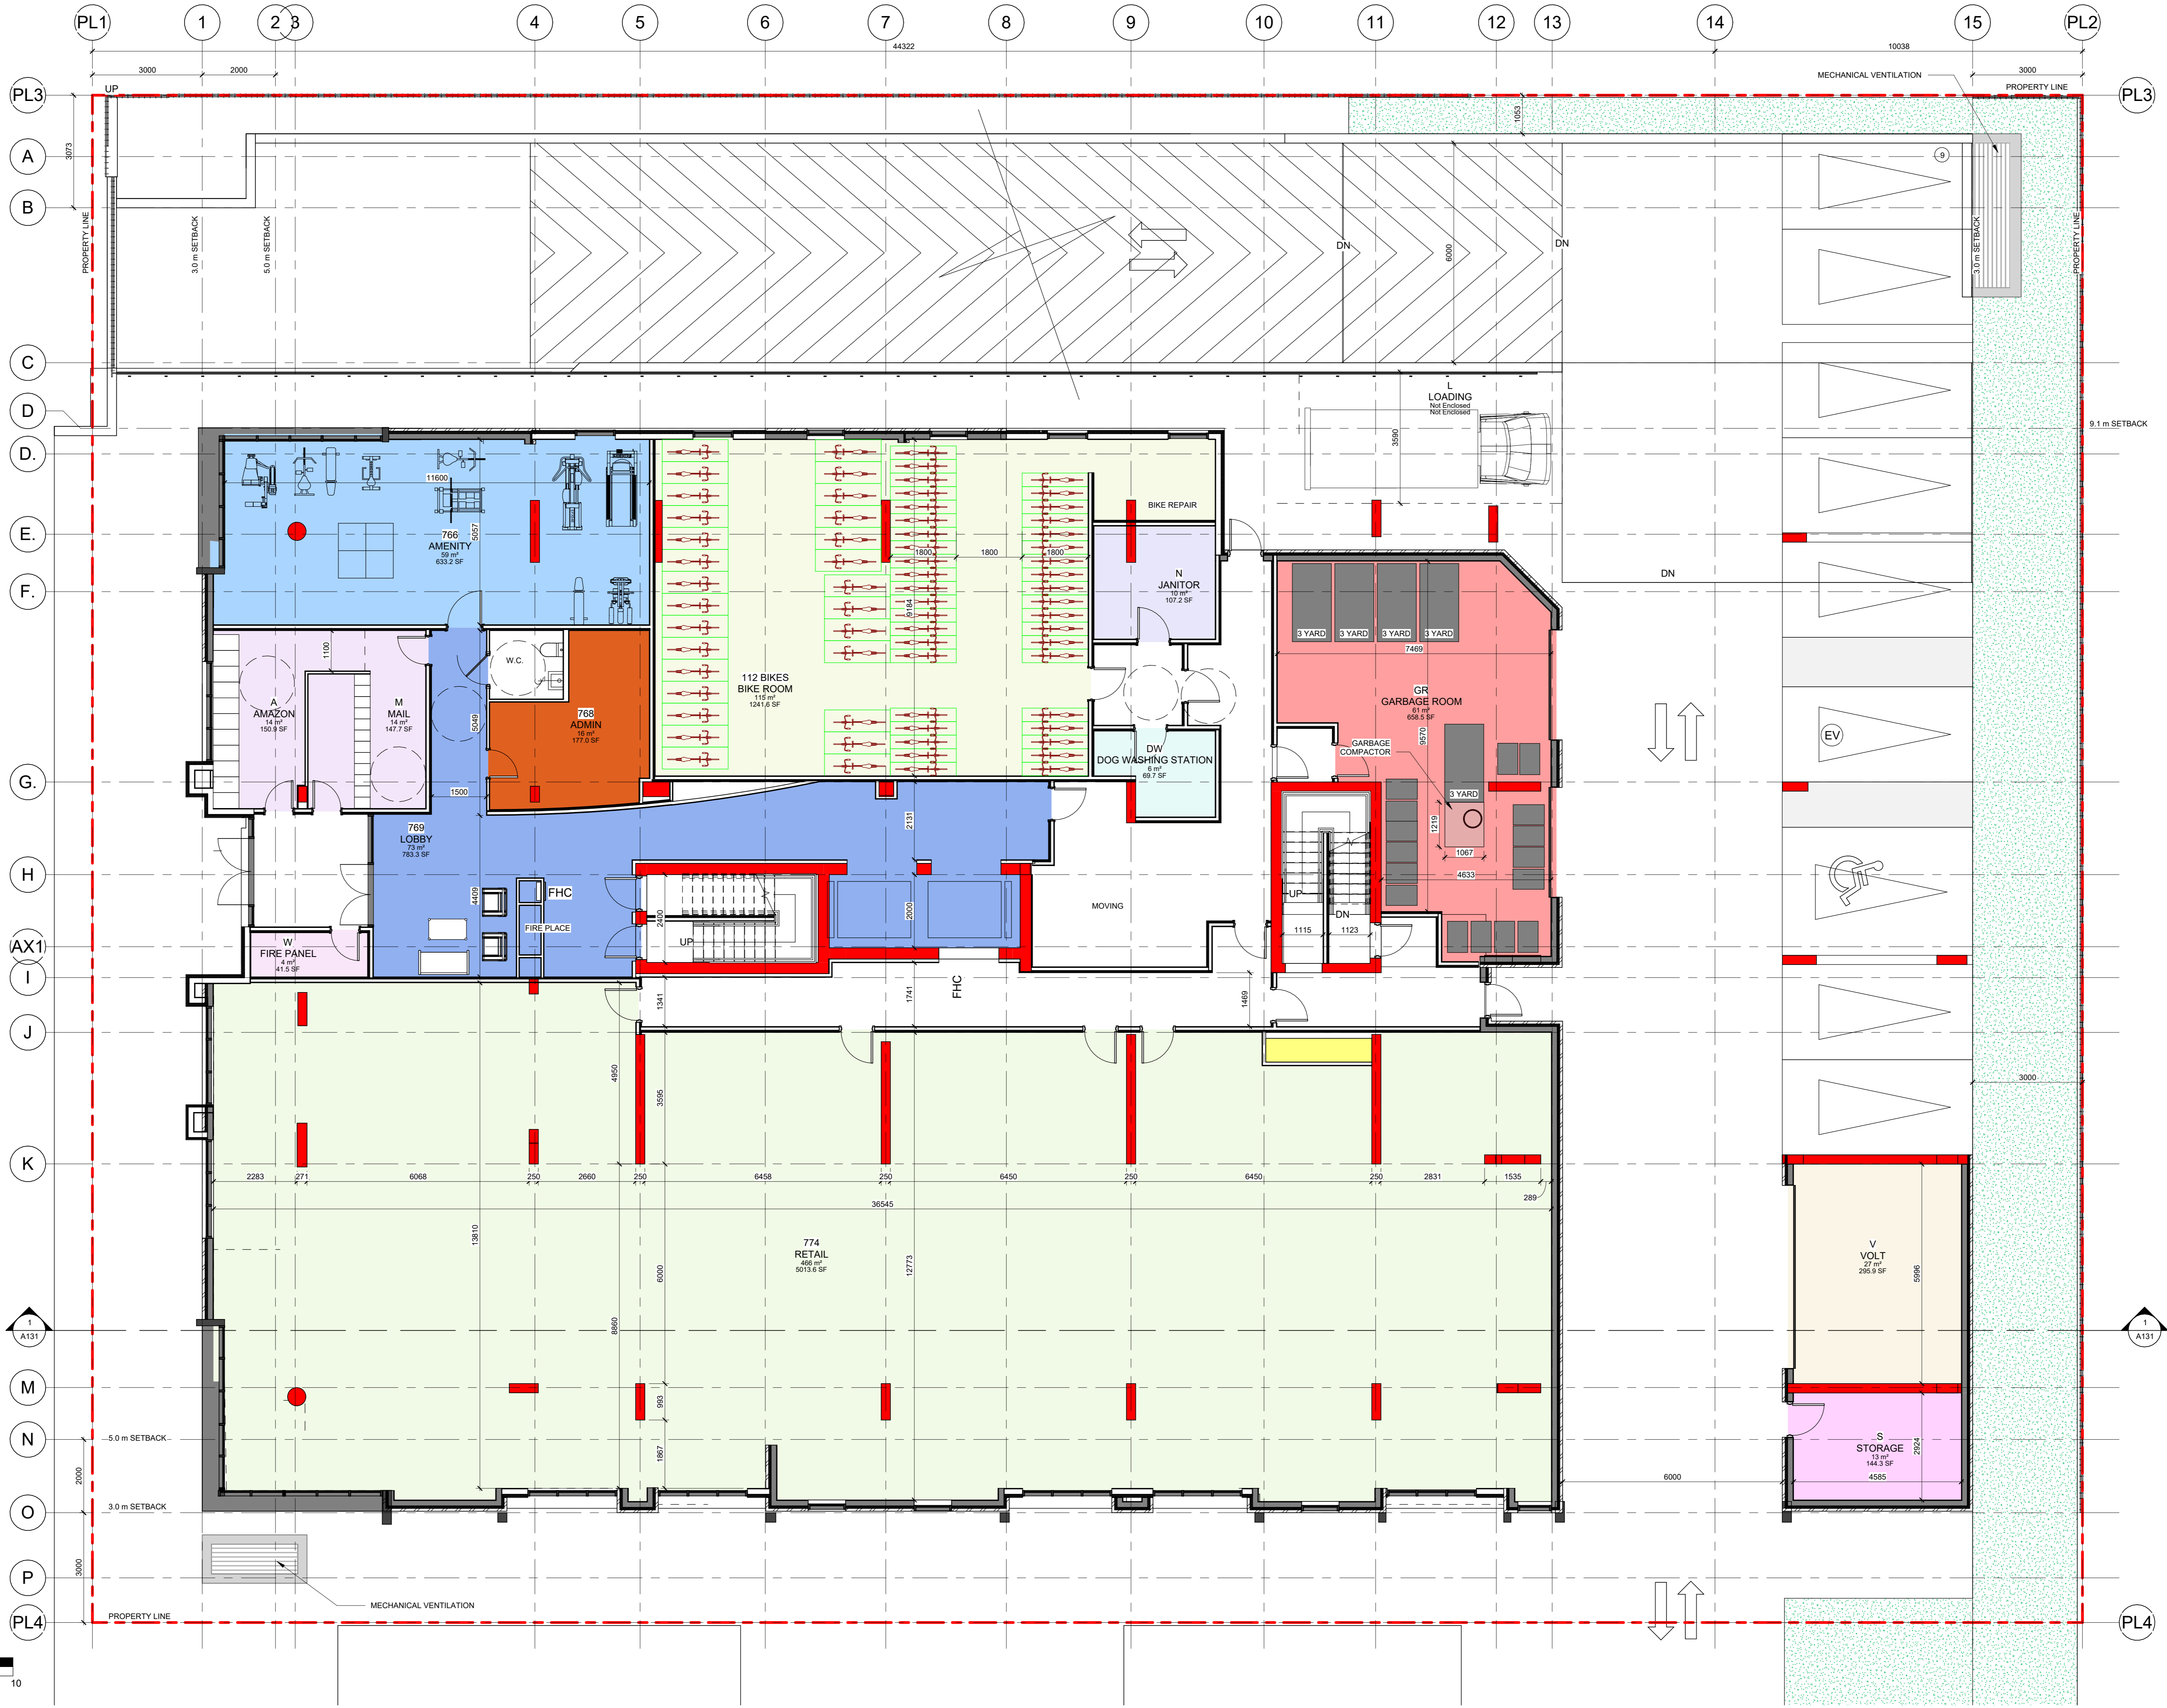 PL1 1 2 3 4 5 6 7 8 9 10 11 12 13 14 15 PL2
44322 10038
3000 2000 3000
MECHANICAL VENTILATION
PL3 UP PROPERTY LINE PL3
3073
1053
A
9
B
PROPERTY LINE
3.0 m SETBACK
5.0 m SETBACK
DN
6000
DN
3.0 m SETBACK
PROPERTY LINE
C
L
LOADING
Not Enclosed
Not Enclosed
D
9.1 m SETBACK
3590
D.
11600
BIKE REPAIR
E.
766
AMENITY
59 m²
633.2 SF
5057
1800 1800 1800
N
JANITOR
10 m²
107.2 SF
DN
F.
9184
3 YARD 3 YARD 3 YARD 3 YARD
7469
1100
W.C.
112 BIKES
BIKE ROOM
115 m²
1241.6 SF
A
AMAZON
14 m²
150.9 SF
M
MAIL
14 m²
147.7 SF
5049
768
ADMIN
16 m²
177.0 SF
GR
GARBAGE ROOM
61 m²
658.5 SF
9570
EV
GARBAGE
COMPACTOR
DW
DOG WASHING STATION
6 m²
69.7 SF
G.
1500
3 YARD
769
LOBBY
73 m²
783.3 SF
2131
1219
1067
H
4633
FHC
4409
2400
2000
UP
MOVING
DN
FIRE PLACE
UP
1115 1123
AX1
W
FIRE PANEL
4 m²
41.5 SF
I
1341
1741
FHC
1469
J
4950
3595
3000
K
2283 271 6068 250 2660 250 6458 250 6450 250 6450 250 2831 1535
289
36545
13810
774
RETAIL
466 m²
5013.6 SF
6000
12773
V
VOLT
27 m²
295.9 SF
5996
8860
1
A131
1
A131
M
993
N
5.0 m SETBACK
1867
S
STORAGE
13 m²
144.3 SF
2924
2000
6000
4585
O
3.0 m SETBACK
3000
P
MECHANICAL VENTILATION
PL4 PROPERTY LINE PL4
10